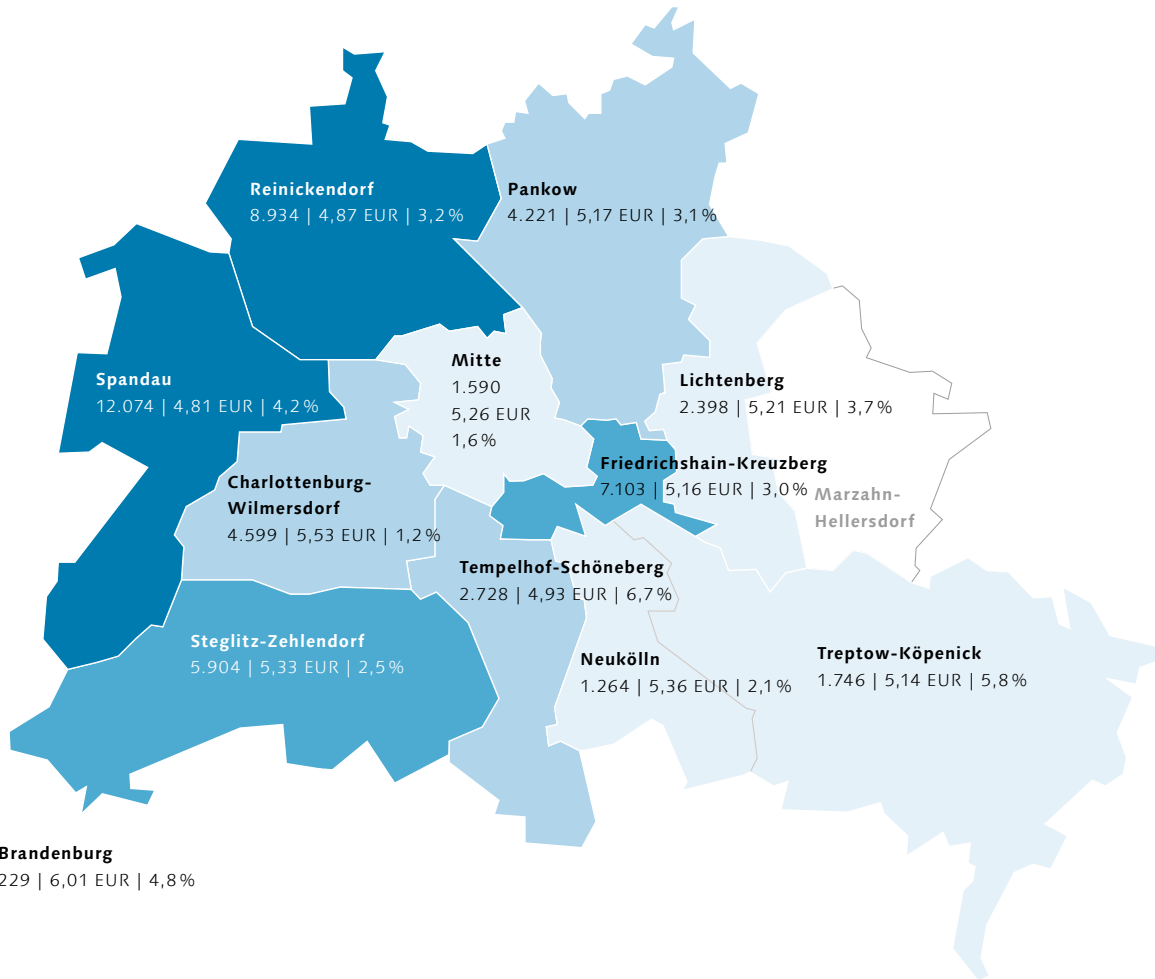 Reinickendorf
8.934 | 4,87 EUR | 3,2 %
Pankow
4.221 | 5,17 EUR | 3,1 %
Mitte
1.590
5,26 EUR
1,6 %
Spandau
12.074 | 4,81 EUR | 4,2 %
Lichtenberg
2.398 | 5,21 EUR | 3,7 %
Friedrichshain-Kreuzberg
7.103 | 5,16 EUR | 3,0 %
Charlottenburg-
Wilmersdorf
4.599 | 5,53 EUR | 1,2 %
Marzahn-
Hellersdorf
Tempelhof-Schöneberg
2.728 | 4,93 EUR | 6,7 %
Steglitz-Zehlendorf
5.904 | 5,33 EUR | 2,5 %
Neukölln
1.264 | 5,36 EUR | 2,1 %
Treptow-Köpenick
1.746 | 5,14 EUR | 5,8 %
Brandenburg
229 | 6,01 EUR | 4,8 %